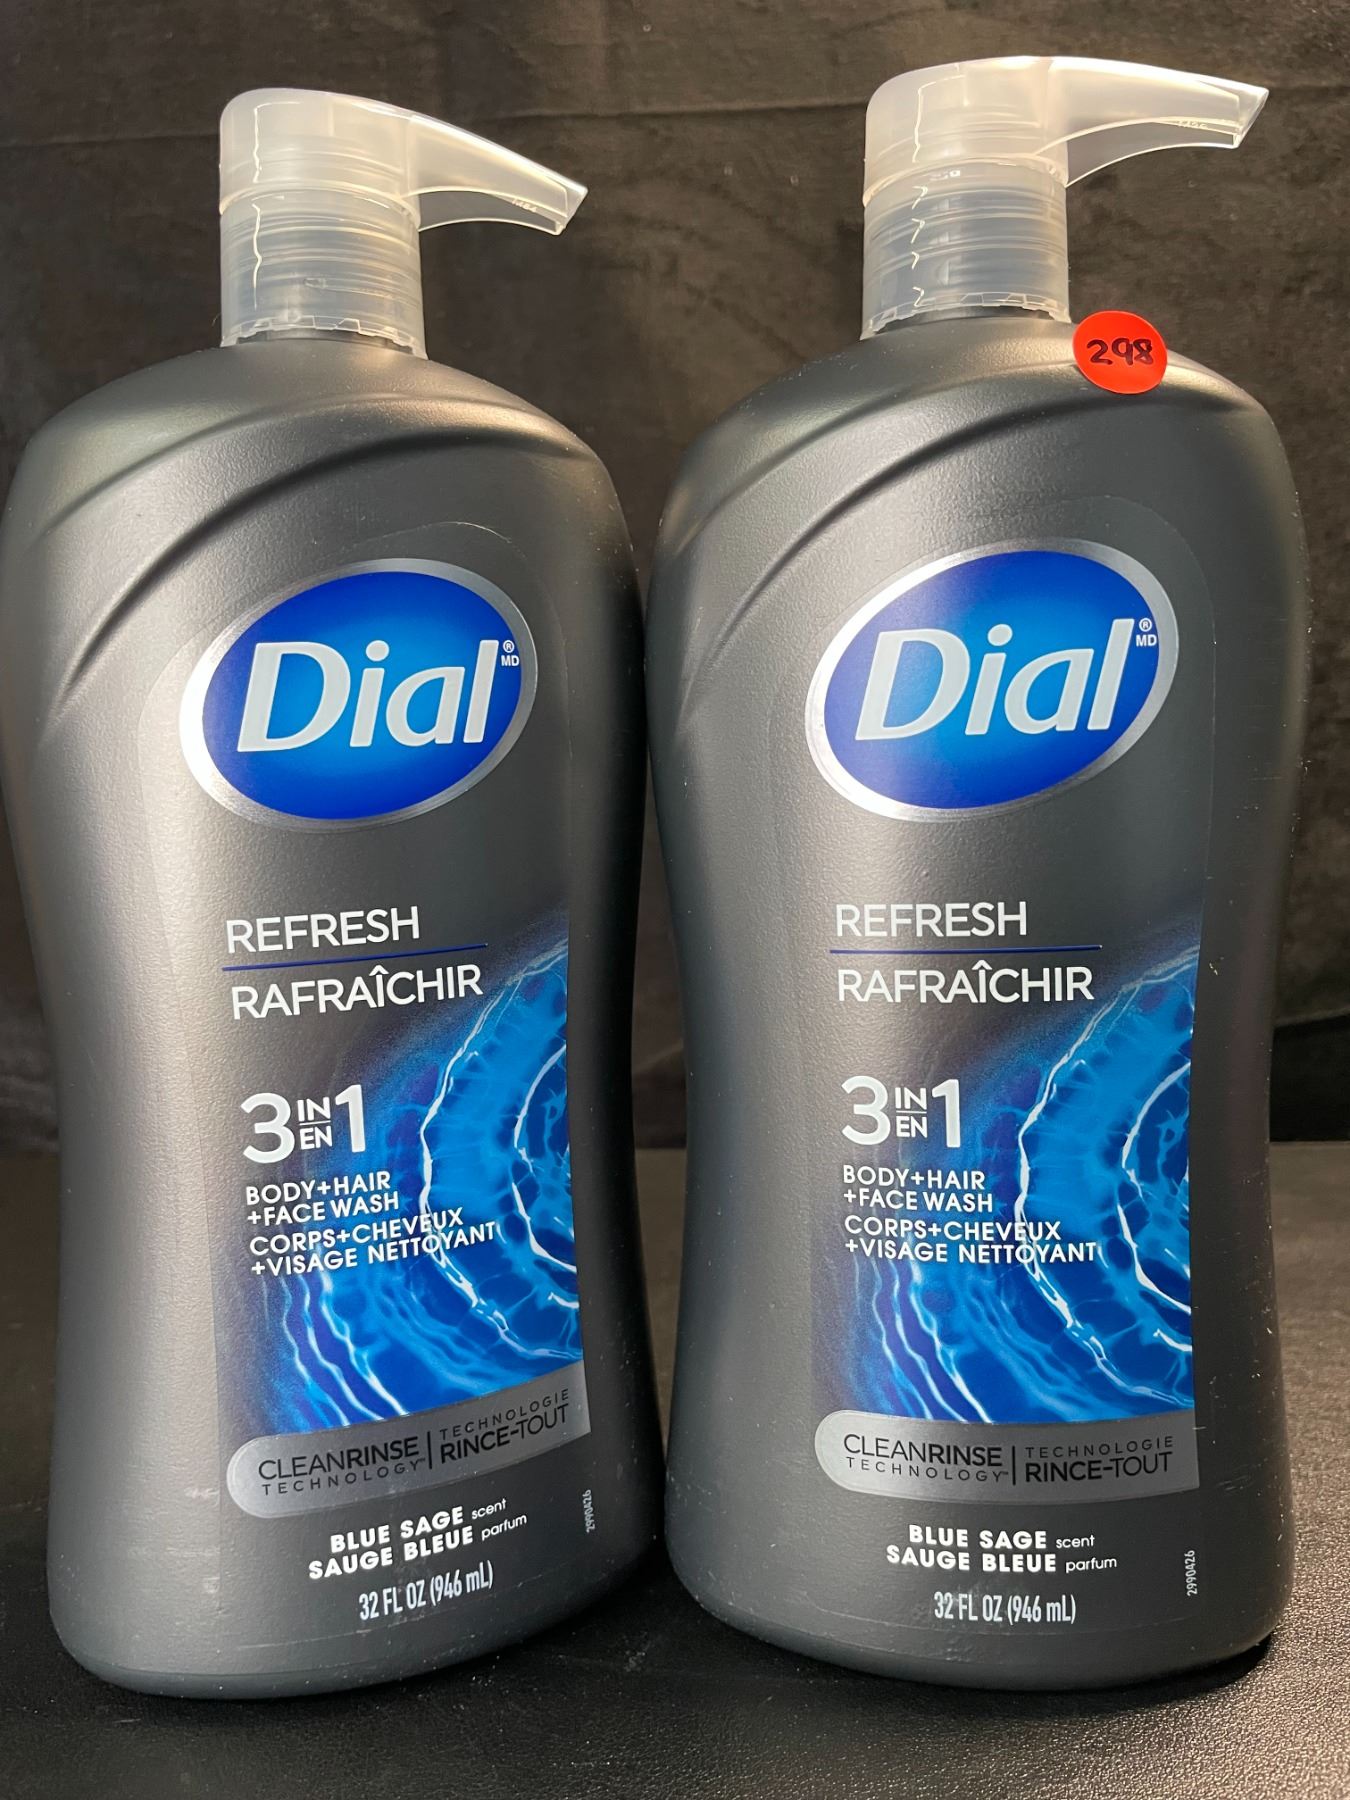 Dial® MD
REFRESH
RAFRAÎCHIR
3 IN EN 1
BODY+HAIR
+FACE WASH
CORPS+CHEVEUX
+VISAGE NETTOYANT
CLEANRINSE
TECHNOLOGY™
TECHNOLOGIE
RINCE-TOUT
BLUE SAGE scent
SAUGE BLEUE parfum
32 FL OZ (946 mL)
2990426
298
Dial® MD
REFRESH
RAFRAÎCHIR
3 IN EN 1
BODY+HAIR
+FACE WASH
CORPS+CHEVEUX
+VISAGE NETTOYANT
CLEANRINSE
TECHNOLOGY™
TECHNOLOGIE
RINCE-TOUT
BLUE SAGE scent
SAUGE BLEUE parfum
32 FL OZ (946 mL)
2990426